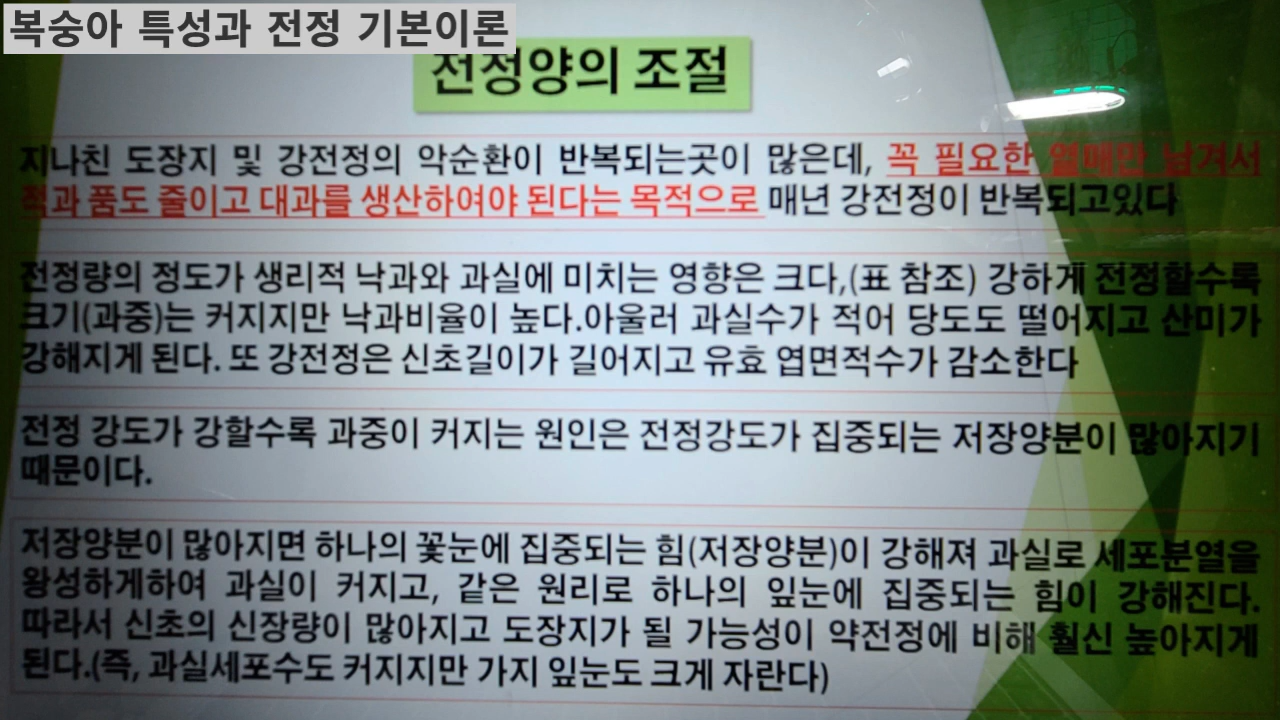 복숭아 특성과 전정 기본이론
전정양의 조절
지나친 도장지 및 강전정의 악순환이 반복되는곳이 많은데, 꼭 필요한 열매만 남겨서
적과 품도 줄이고 대과를 생산하여야 된다는 목적으로 매년 강전정이 반복되고있다
전정량의 정도가 생리적 낙과와 과실에 미치는 영향은 크다,(표 참조) 강하게 전정할수록
크기(과중)는 커지지만 낙과비율이 높다.아울러 과실수가 적어 당도도 떨어지고 산미가
강해지게 된다. 또 강전정은 신초길이가 길어지고 유효 엽면적수가 감소한다
전정 강도가 강할수록 과중이 커지는 원인은 전정강도가 집중되는 저장양분이 많아지기
때문이다.
저장양분이 많아지면 하나의 꽃눈에 집중되는 힘(저장양분)이 강해져 과실로 세포분열을
왕성하게하여 과실이 커지고, 같은 원리로 하나의 잎눈에 집중되는 힘이 강해진다.
따라서 신초의 신장량이 많아지고 도장지가 될 가능성이 약전정에 비해 훨신 높아지게
된다.(즉, 과실세포수도 커지지만 가지 잎눈도 크게 자란다)